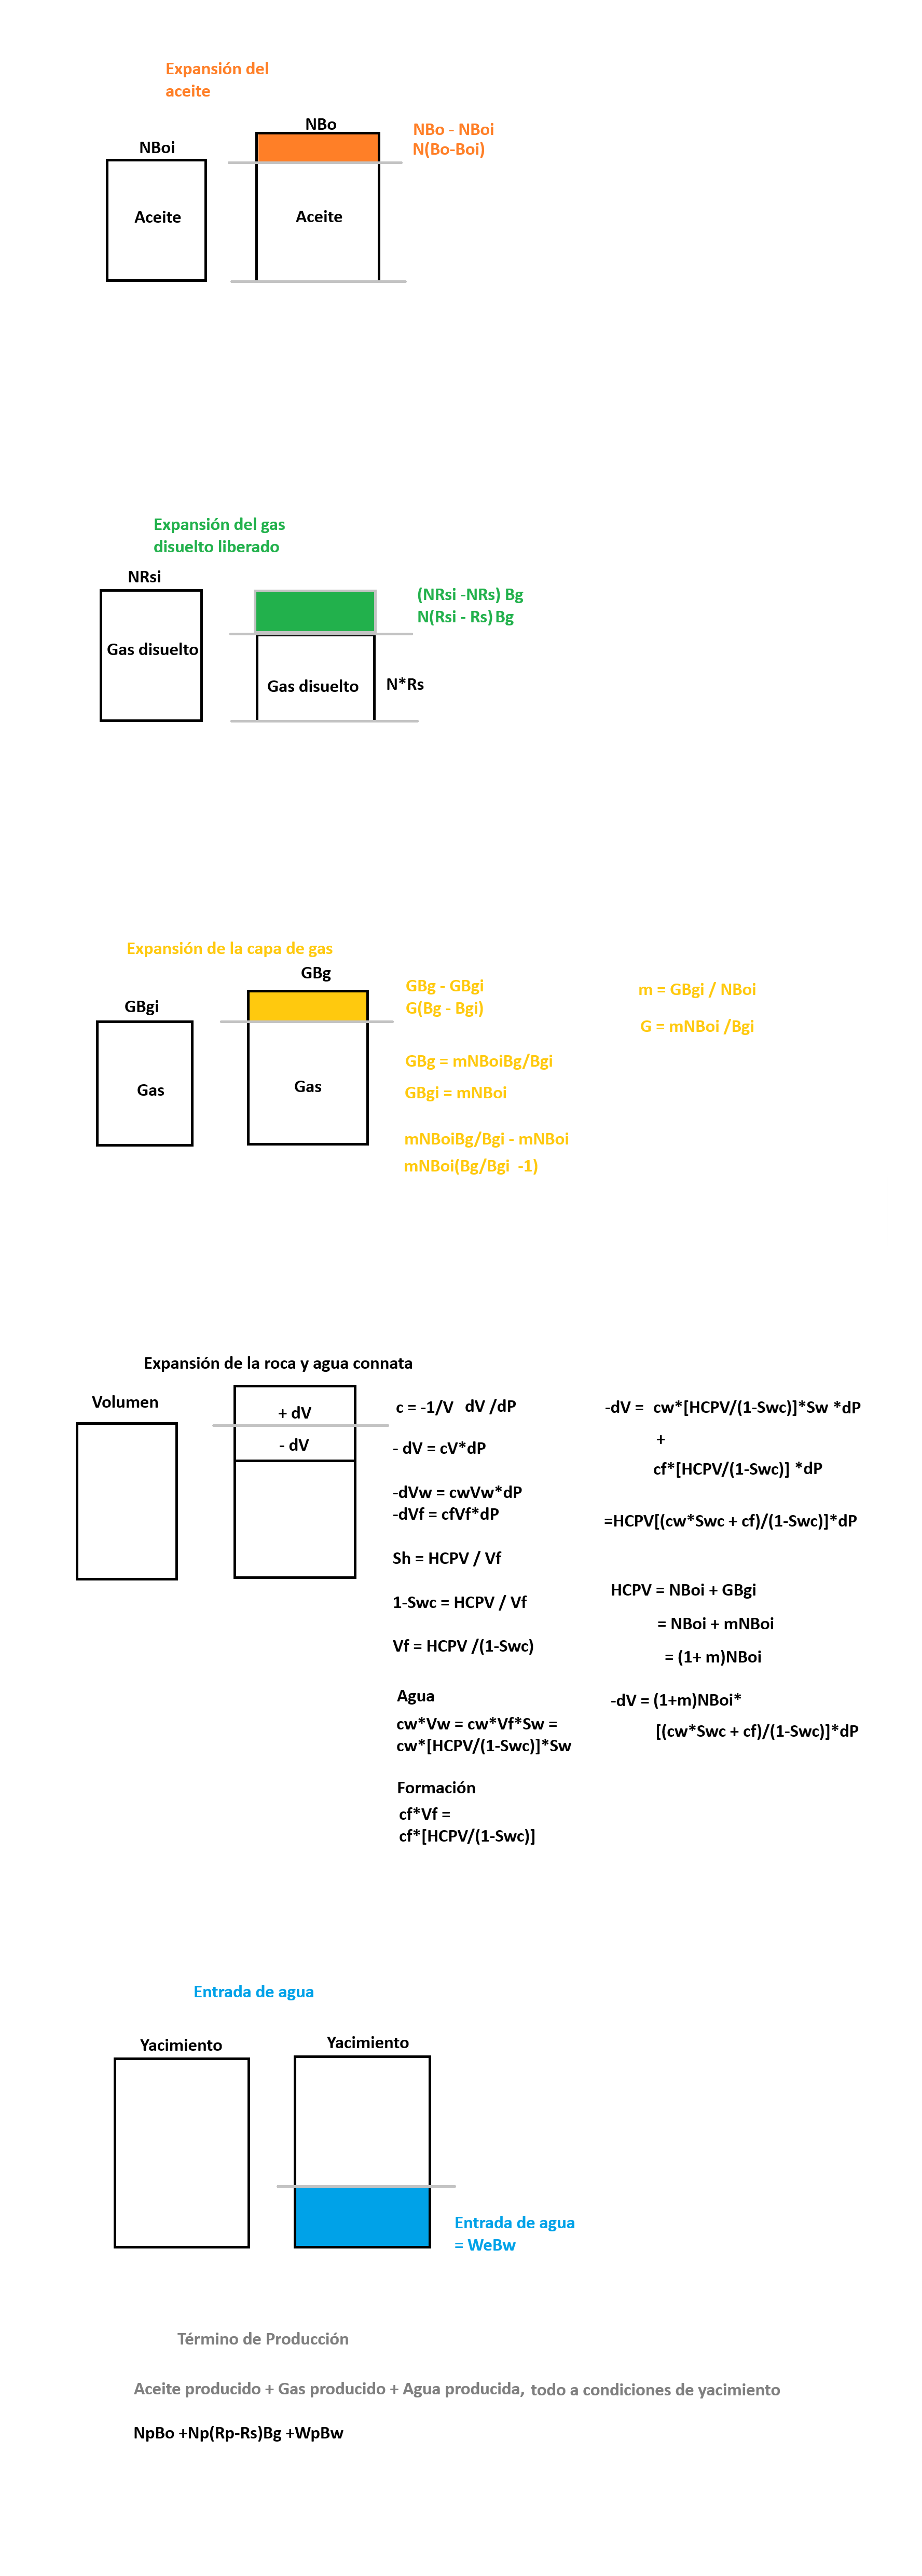 Expansión del
aceite
NBoi
Aceite
NBo
Aceite
NBo - NBoi
N(Bo-Boi)
Expansión del gas
disuelto liberado
NRsi
Gas disuelto
Gas disuelto
(NRsi -NRs) Bg
N(Rsi - Rs) Bg
N*Rs
Expansión de la capa de gas
GBgi
Gas
GBg
Gas
GBg - GBgi
G(Bg - Bgi)
GBg = mNBoiBg/Bgi
GBgi = mNBoi
mNBoiBg/Bgi - mNBoi
mNBoi(Bg/Bgi -1)
m = GBgi / NBoi
G = mNBoi /Bgi
Expansión de la roca y agua connata
Volumen
+ dV
- dV
c = -1/V dV /dP
- dV = cV*dP
-dVw = cwVw*dP
-dVf = cfVf*dP
Sh = HCPV / Vf
1-Swc = HCPV / Vf
Vf = HCPV /(1-Swc)
Agua
cw*Vw = cw*Vf*Sw =
cw*[HCPV/(1-Swc)]*Sw
Formación
cf*Vf =
cf*[HCPV/(1-Swc)]
-dV = cw*[HCPV/(1-Swc)]*Sw *dP
+
cf*[HCPV/(1-Swc)] *dP
=HCPV[(cw*Swc + cf)/(1-Swc)]*dP
HCPV = NBoi + GBgi
= NBoi + mNBoi
= (1+ m)NBoi
-dV = (1+m)NBoi*
[(cw*Swc + cf)/(1-Swc)]*dP
Entrada de agua
Yacimiento
Yacimiento
Entrada de agua
= WeBw
Término de Producción
Aceite producido + Gas producido + Agua producida, todo a condiciones de yacimiento
NpBo +Np(Rp-Rs)Bg +WpBw